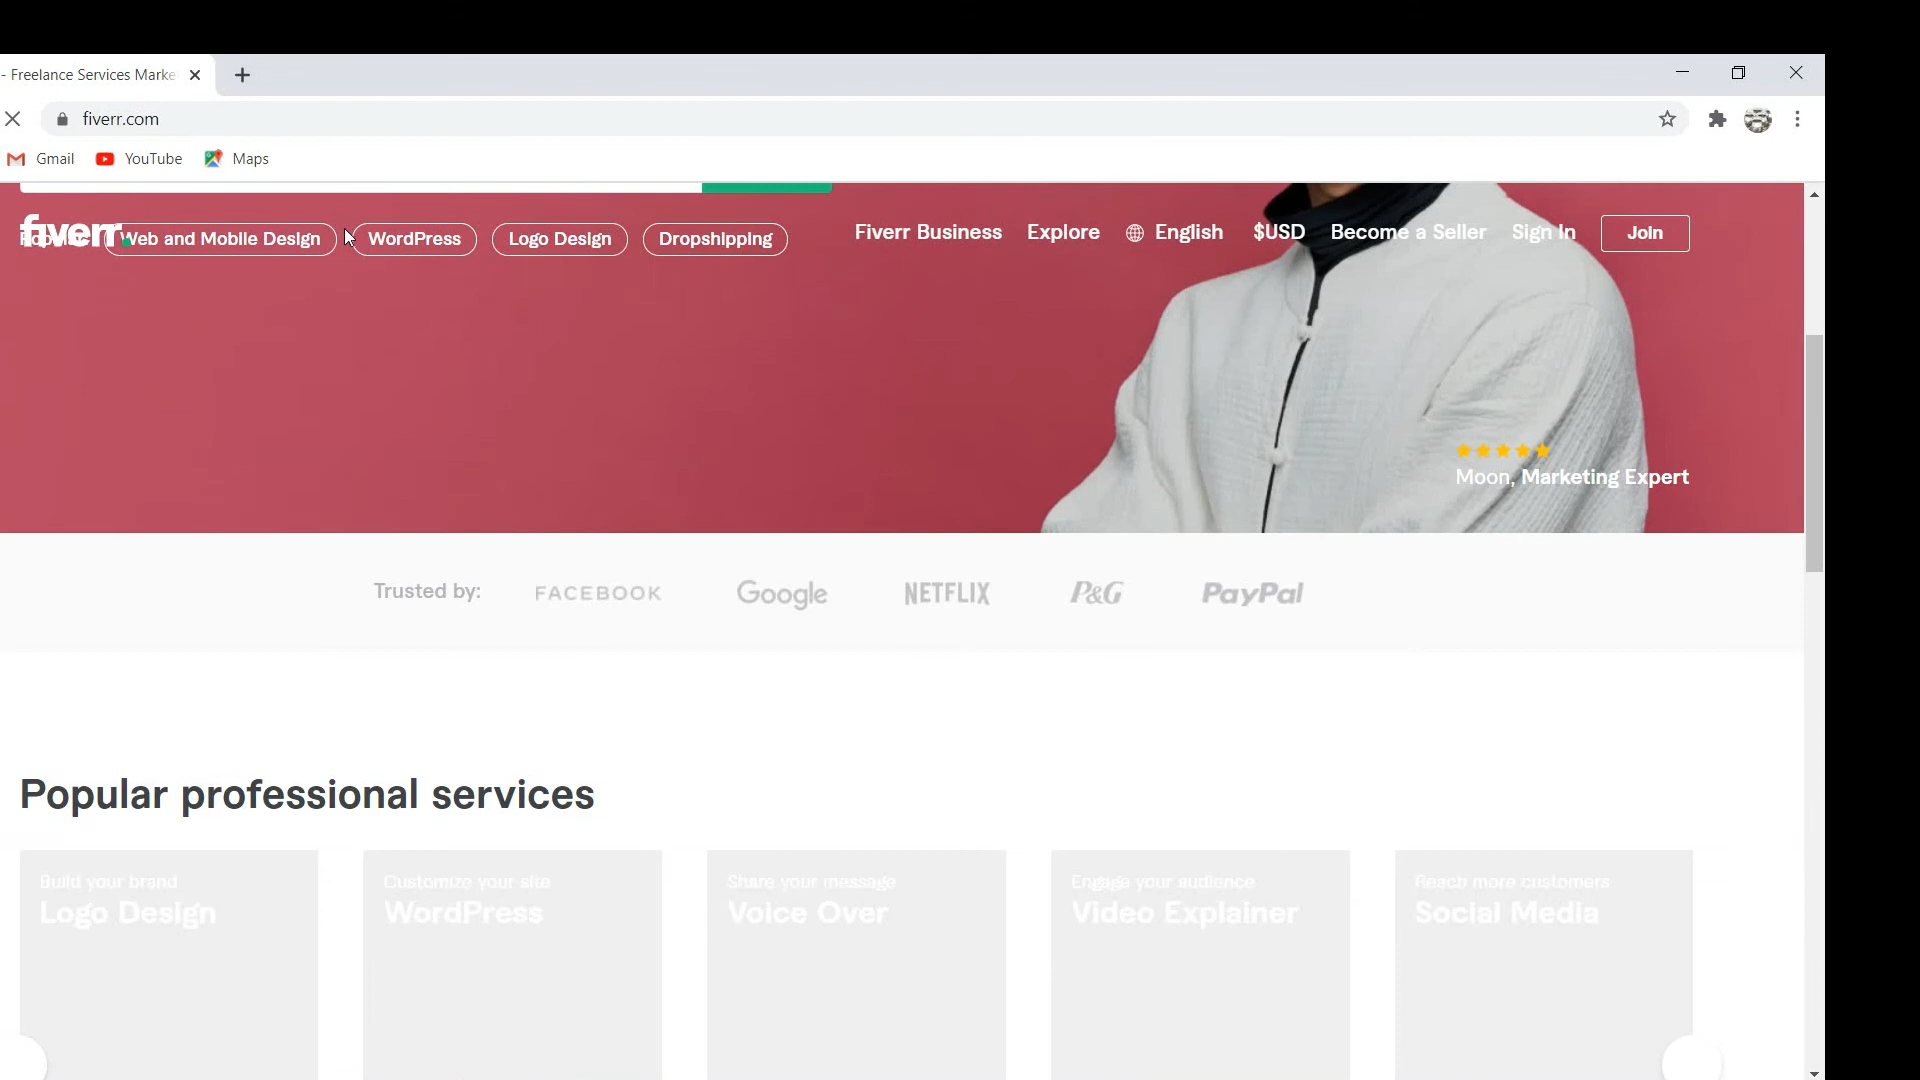 - Freelance Services Marke
fiverr.com
Gmail
YouTube
Maps
fiverr.
Web and Mobile Design
WordPress
Logo Design
Dropshipping
Fiverr Business
Explore
English
$USD
Become a Seller
Sign In
Join
Moon, Marketing Expert
Trusted by:
FACEBOOK
Google
NETFLIX
P&G
PayPal
Popular professional services
Build your brand
Logo Design
Customize your site
WordPress
Share your message
Voice Over
Engage your audience
Video Explainer
Reach more customers
Social Media